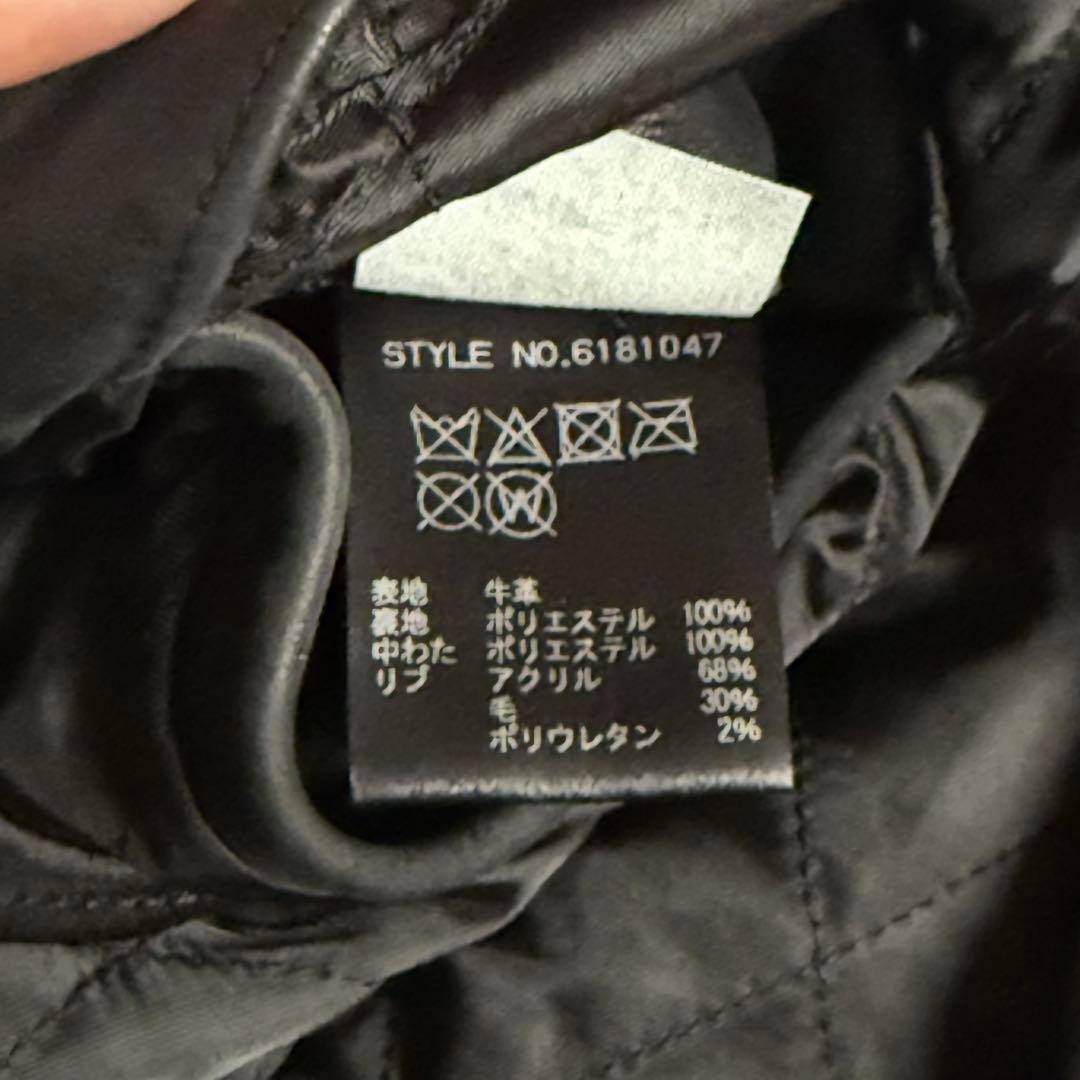 STYLE NO.6181047
W
表地 牛革
裏地 ポリエステル 100%
中わた ポリエステル 100%
リブ アクリル 68%
毛 30%
ポリウレタン 2%